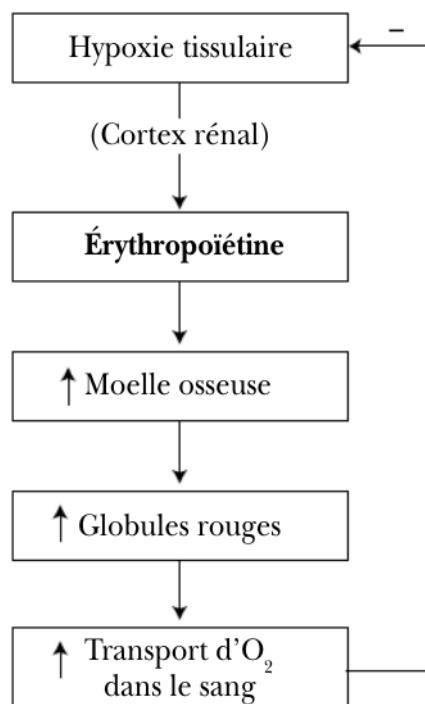 Hypoxie tissulaire
–
(Cortex rénal)
Érythropoïétine
↑ Moelle osseuse
↑ Globules rouges
↑ Transport d’O₂
dans le sang